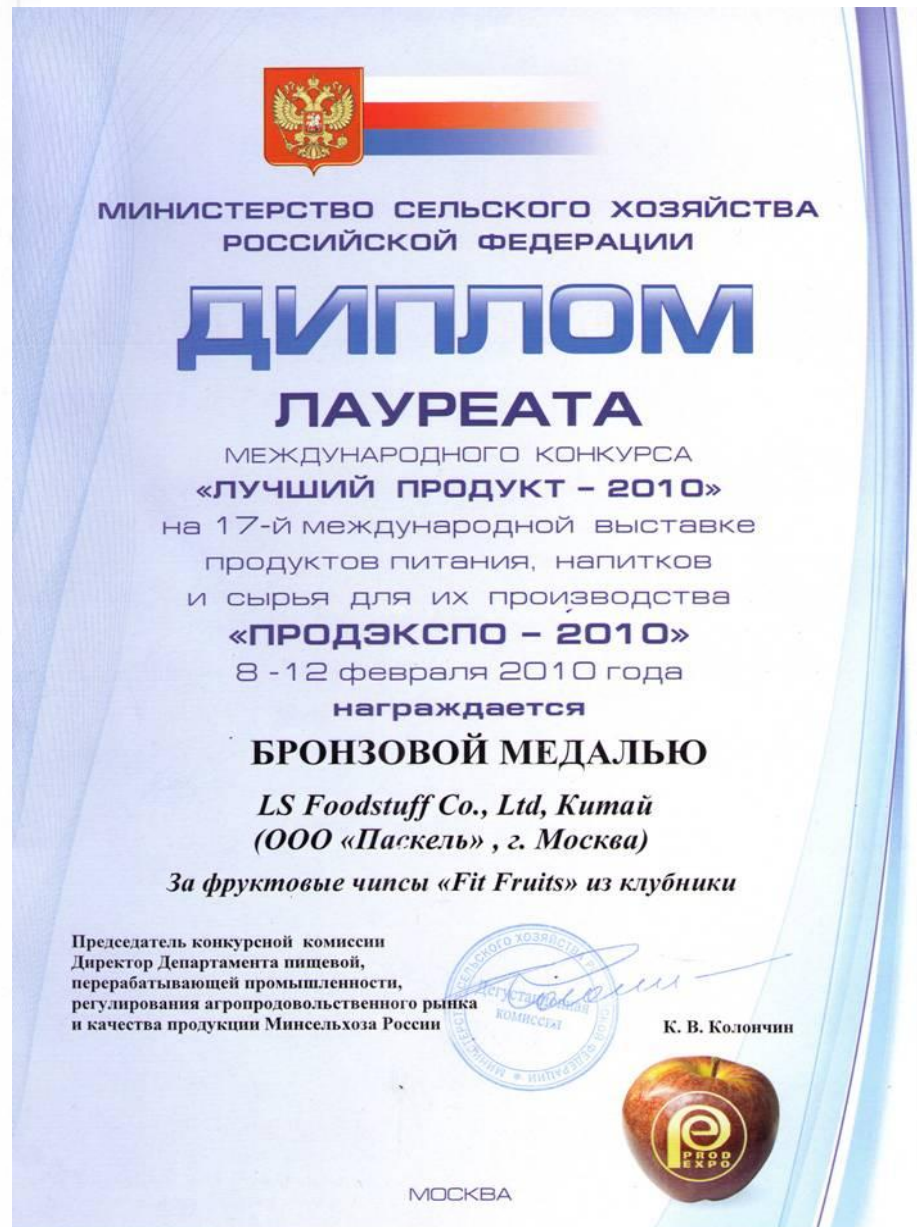 МИНИСТЕРСТВО СЕЛЬСКОГО ХОЗЯЙСТВА
РОССИЙСКОЙ ФЕДЕРАЦИИ
ДИПЛОМ
ЛАУРЕАТА
МЕЖДУНАРОДНОГО КОНКУРСА
«ЛУЧШИЙ ПРОДУКТ – 2010»
на 17-й международной выставке
продуктов питания, напитков
и сырья для их производства
«ПРОДЭКСПО – 2010»
8 -12 февраля 2010 года
награждается
БРОНЗОВОЙ МЕДАЛЬЮ
LS Foodstuff Co., Ltd, Китай
(ООО «Паскель» , г. Москва)
За фруктовые чипсы «Fit Fruits» из клубники
Председатель конкурсной комиссии
Директор Департамента пищевой,
перерабатывающей промышленности,
регулирования агропродовольственного рынка
и качества продукции Минсельхоза России
К. В. Колончин
Дегустационная
комиссия
PROD
EXPO
МОСКВА